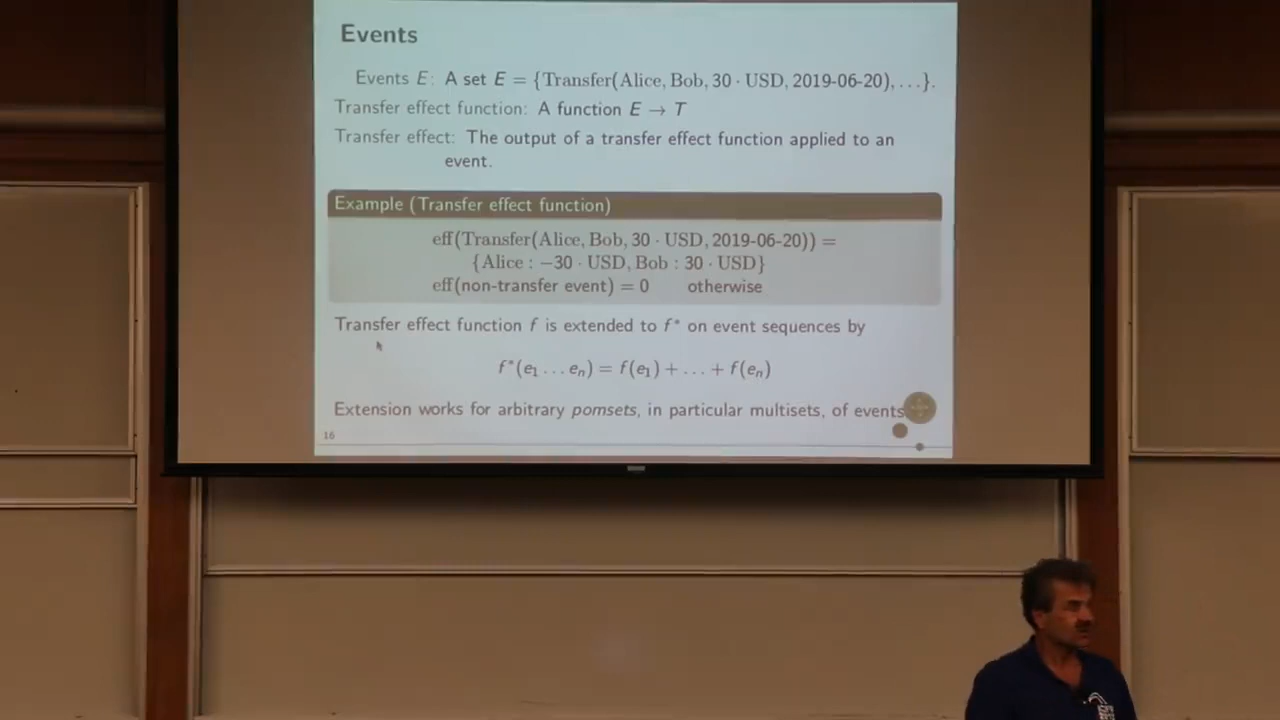 Events
Events E: A set E = {Transfer(Alice, Bob, 30 · USD, 2019-06-20), …}.
Transfer effect function: A function E → T
Transfer effect: The output of a transfer effect function applied to an
event.
Example (Transfer effect function)
eff(Transfer(Alice, Bob, 30 · USD, 2019-06-20)) =
{Alice : −30 · USD, Bob : 30 · USD}
eff(non-transfer event) = 0 otherwise
Transfer effect function f is extended to f* on event sequences by
f*(e₁ … eₙ) = f(e₁) + … + f(eₙ)
Extension works for arbitrary pomsets, in particular multisets, of events
16